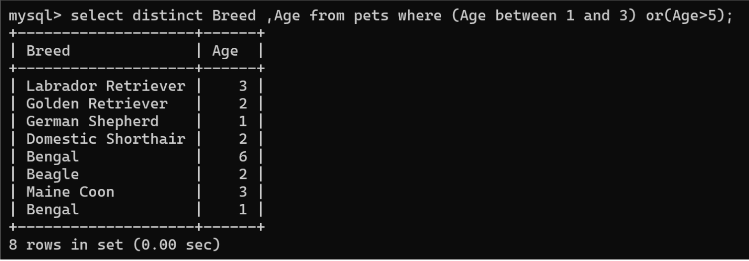 mysql> select distinct Breed ,Age from pets where (Age between 1 and 3) or(Age>5);
+--------------------+------+
| Breed              | Age  |
+--------------------+------+
| Labrador Retriever |    3 |
| Golden Retriever   |    2 |
| German Shepherd    |    1 |
| Domestic Shorthair |    2 |
| Bengal             |    6 |
| Beagle             |    2 |
| Maine Coon         |    3 |
| Bengal             |    1 |
+--------------------+------+
8 rows in set (0.00 sec)